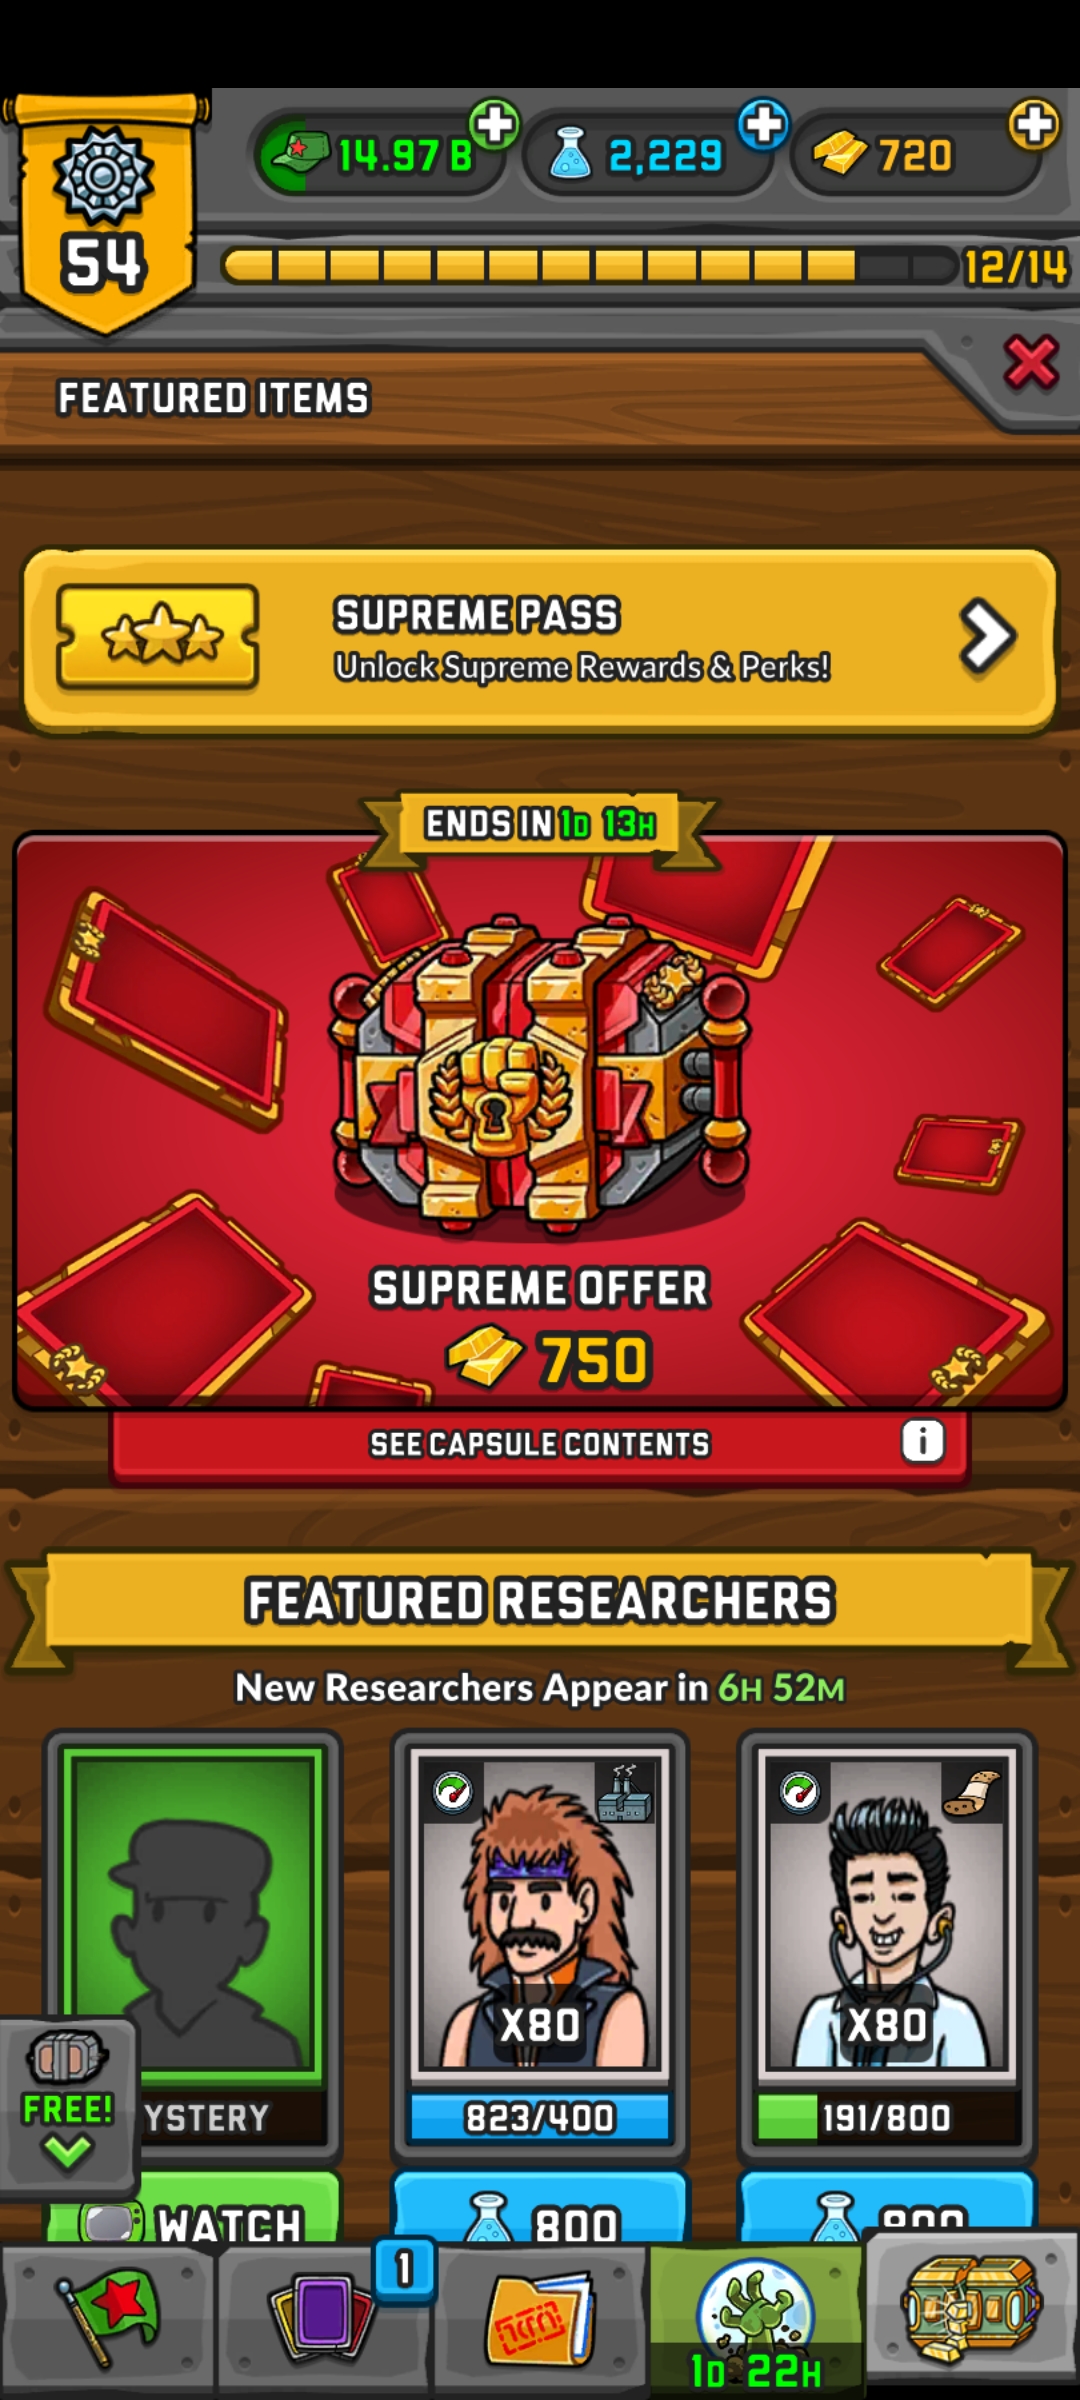 14.97 B
2,229
720
54
12/14
FEATURED ITEMS
SUPREME PASS
Unlock Supreme Rewards & Perks!
ENDS IN 1D 13H
SUPREME OFFER
750
SEE CAPSULE CONTENTS
i
FEATURED RESEARCHERS
New Researchers Appear in 6H 52M
X80
X80
FREE!
YSTERY
823/400
191/800
WATCH
800
800
1
1D 22H